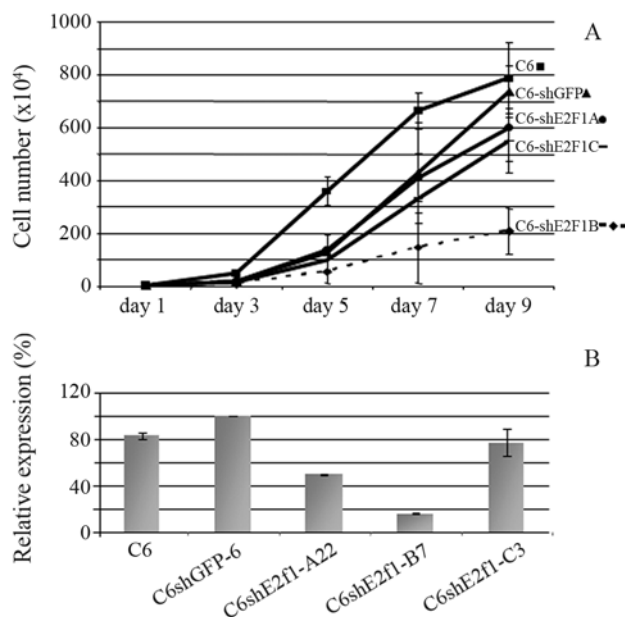 A
Cell number (x10⁴)
1000
800
600
400
200
0
day 1 day 3 day 5 day 7 day 9
C6
C6-shGFP
C6-shE2F1A
C6-shE2F1C
C6-shE2F1B
B
Relative expression (%)
120
80
40
0
C6 C6shGFP-6 C6shE2f1-A22 C6shE2f1-B7 C6shE2f1-C3